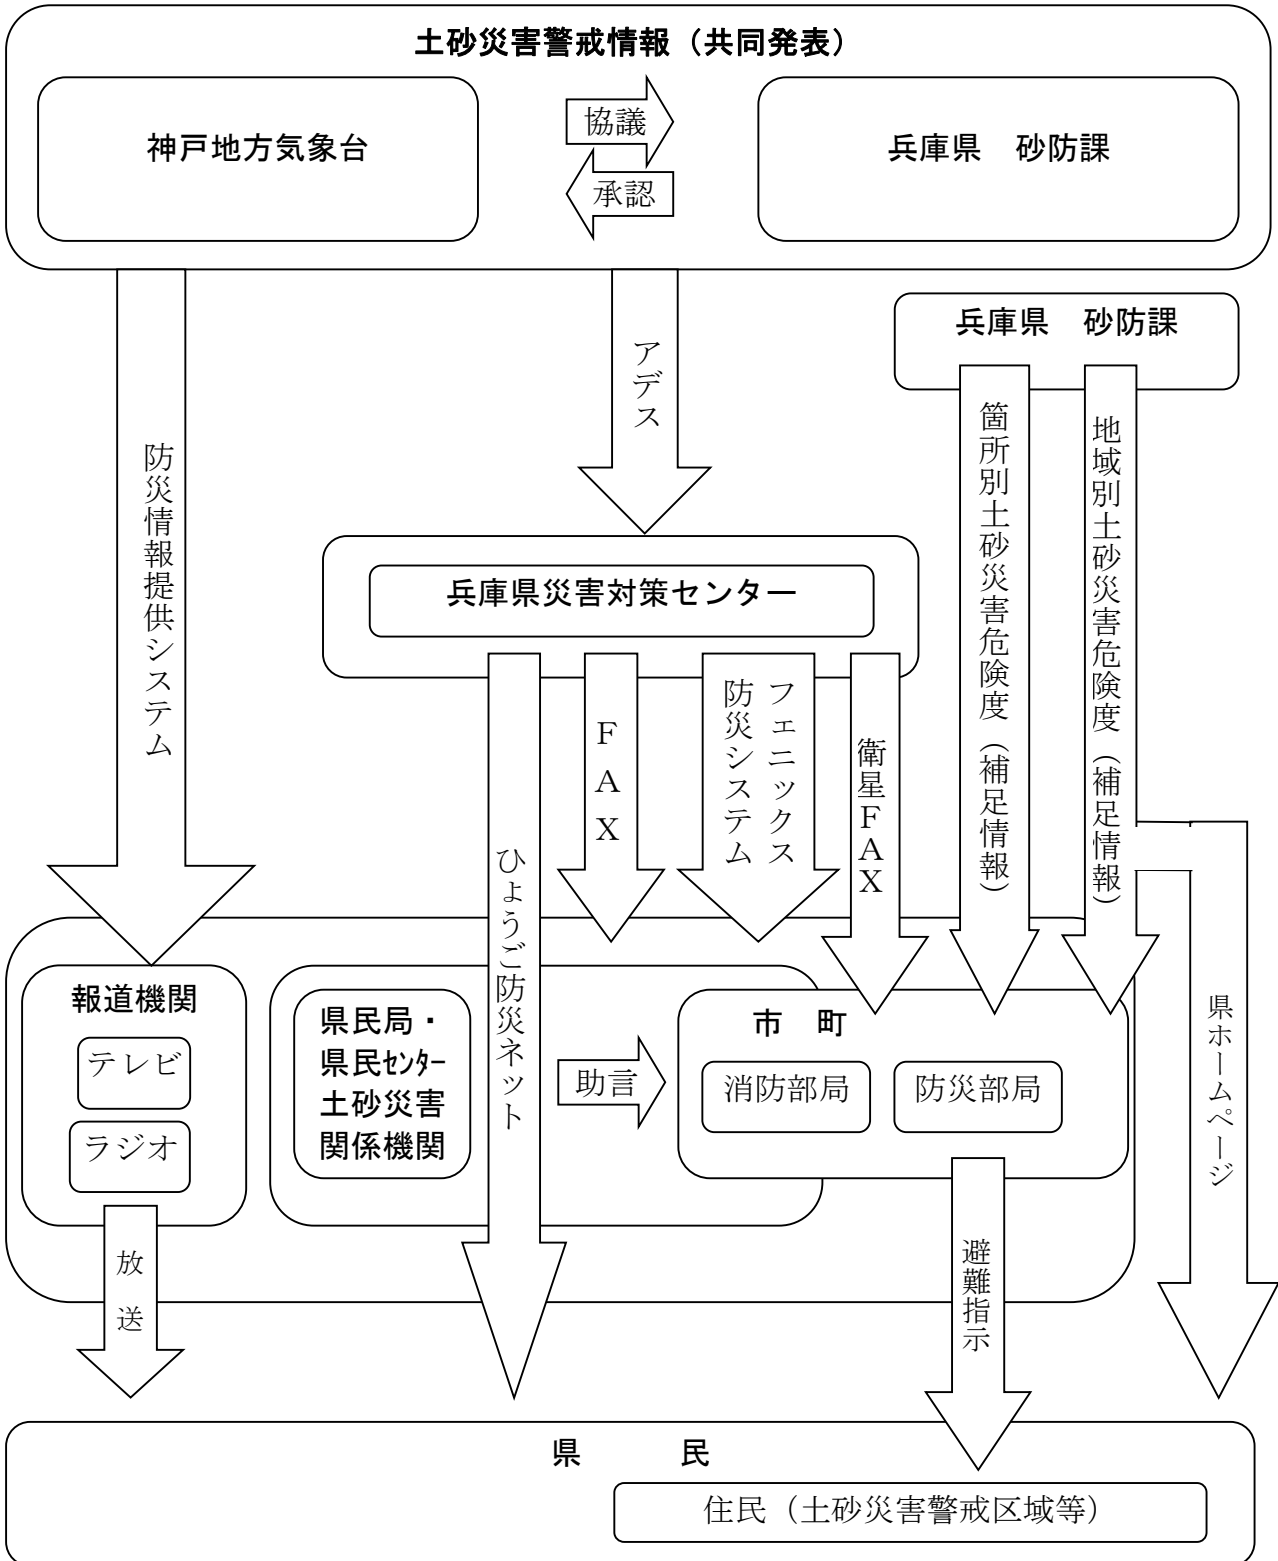 土砂災害警戒情報（共同発表）
神戸地方気象台
協議
承認
兵庫県　砂防課
兵庫県　砂防課
アデス
防災情報提供システム
箇所別土砂災害危険度（補足情報）
地域別土砂災害危険度（補足情報）
兵庫県災害対策センター
ひょうご防災ネット
ＦＡＸ
フェニックス
防災システム
衛星ＦＡＸ
県ホームページ
報道機関
テレビ
ラジオ
県民局・
県民ｾﾝﾀｰ
土砂災害
関係機関
助言
市　町
消防部局
防災部局
放送
避難指示
県　　　民
住民（土砂災害警戒区域等）